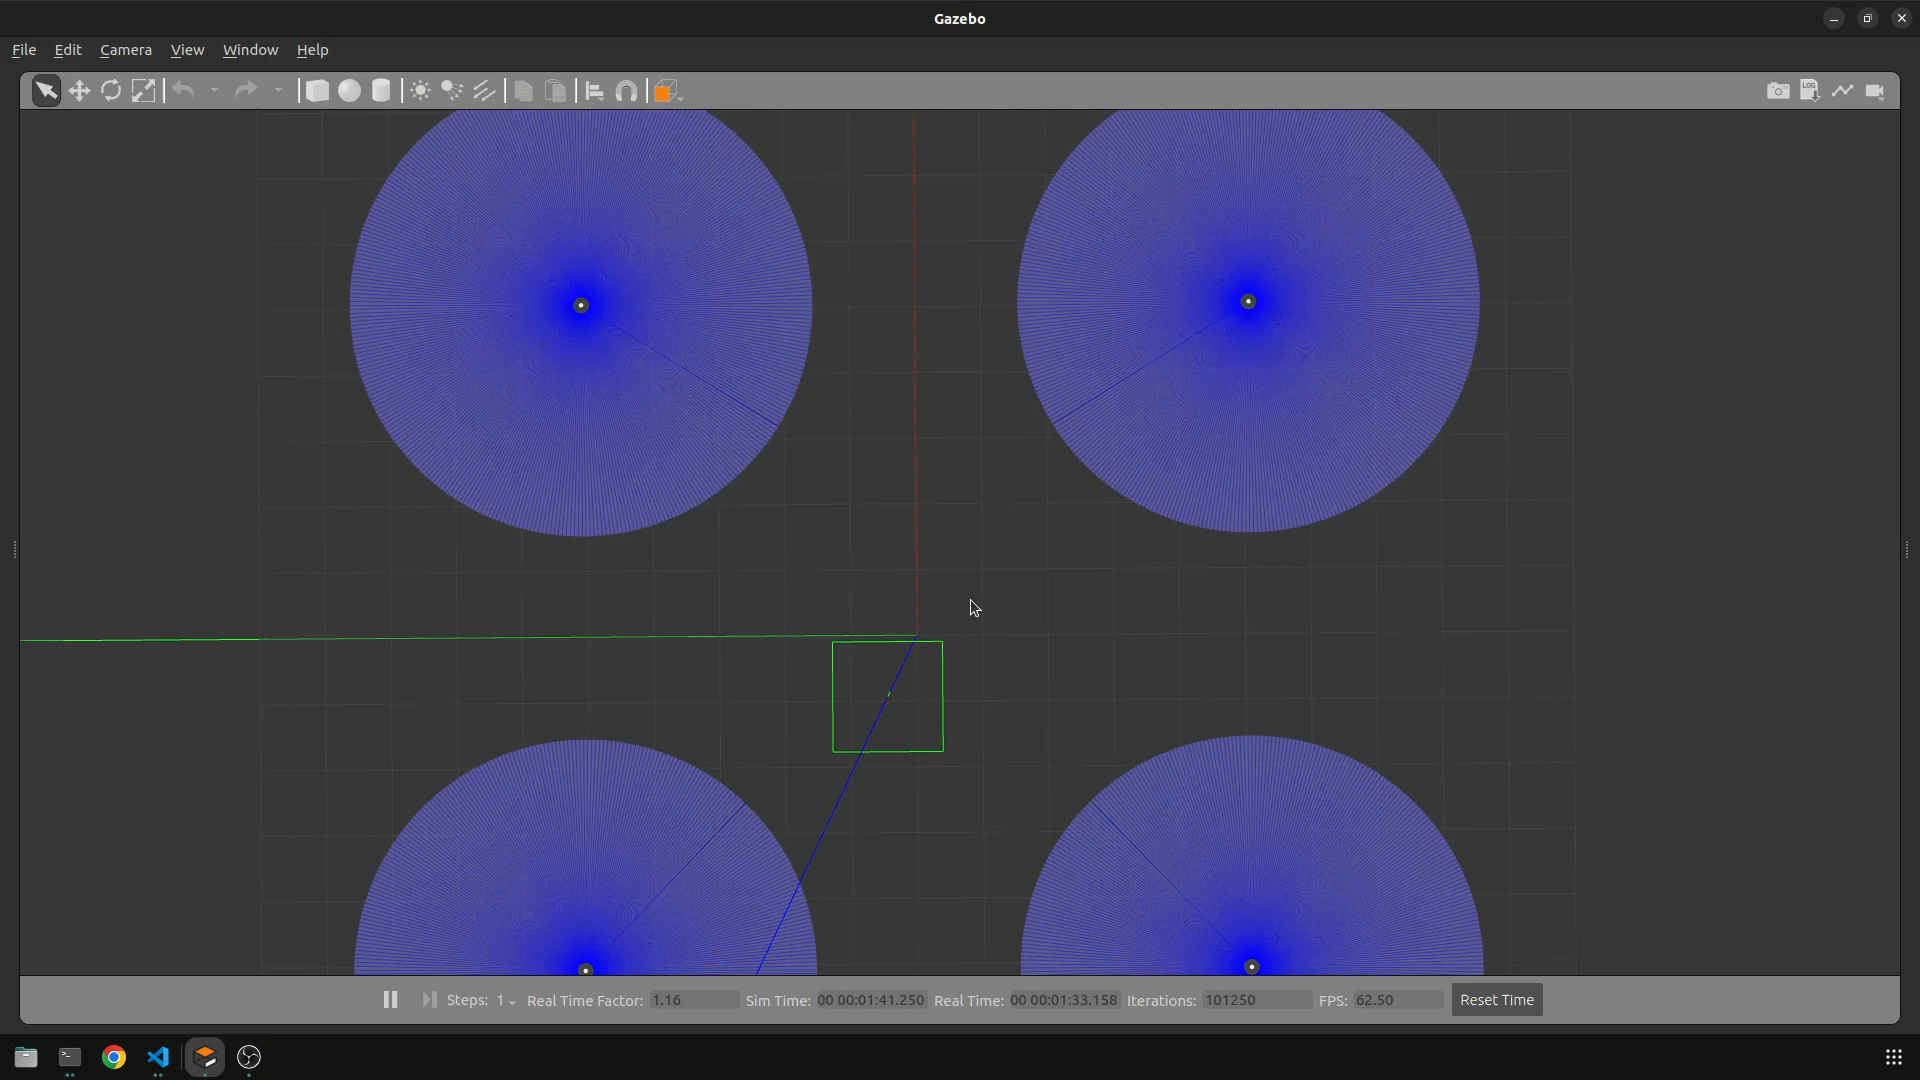 Gazebo
File Edit Camera View Window Help
LOG
Steps: 1 Real Time Factor: 1.16 Sim Time: 00 00:01:41.250 Real Time: 00 00:01:33.158 Iterations: 101250 FPS: 62.50 Reset Time